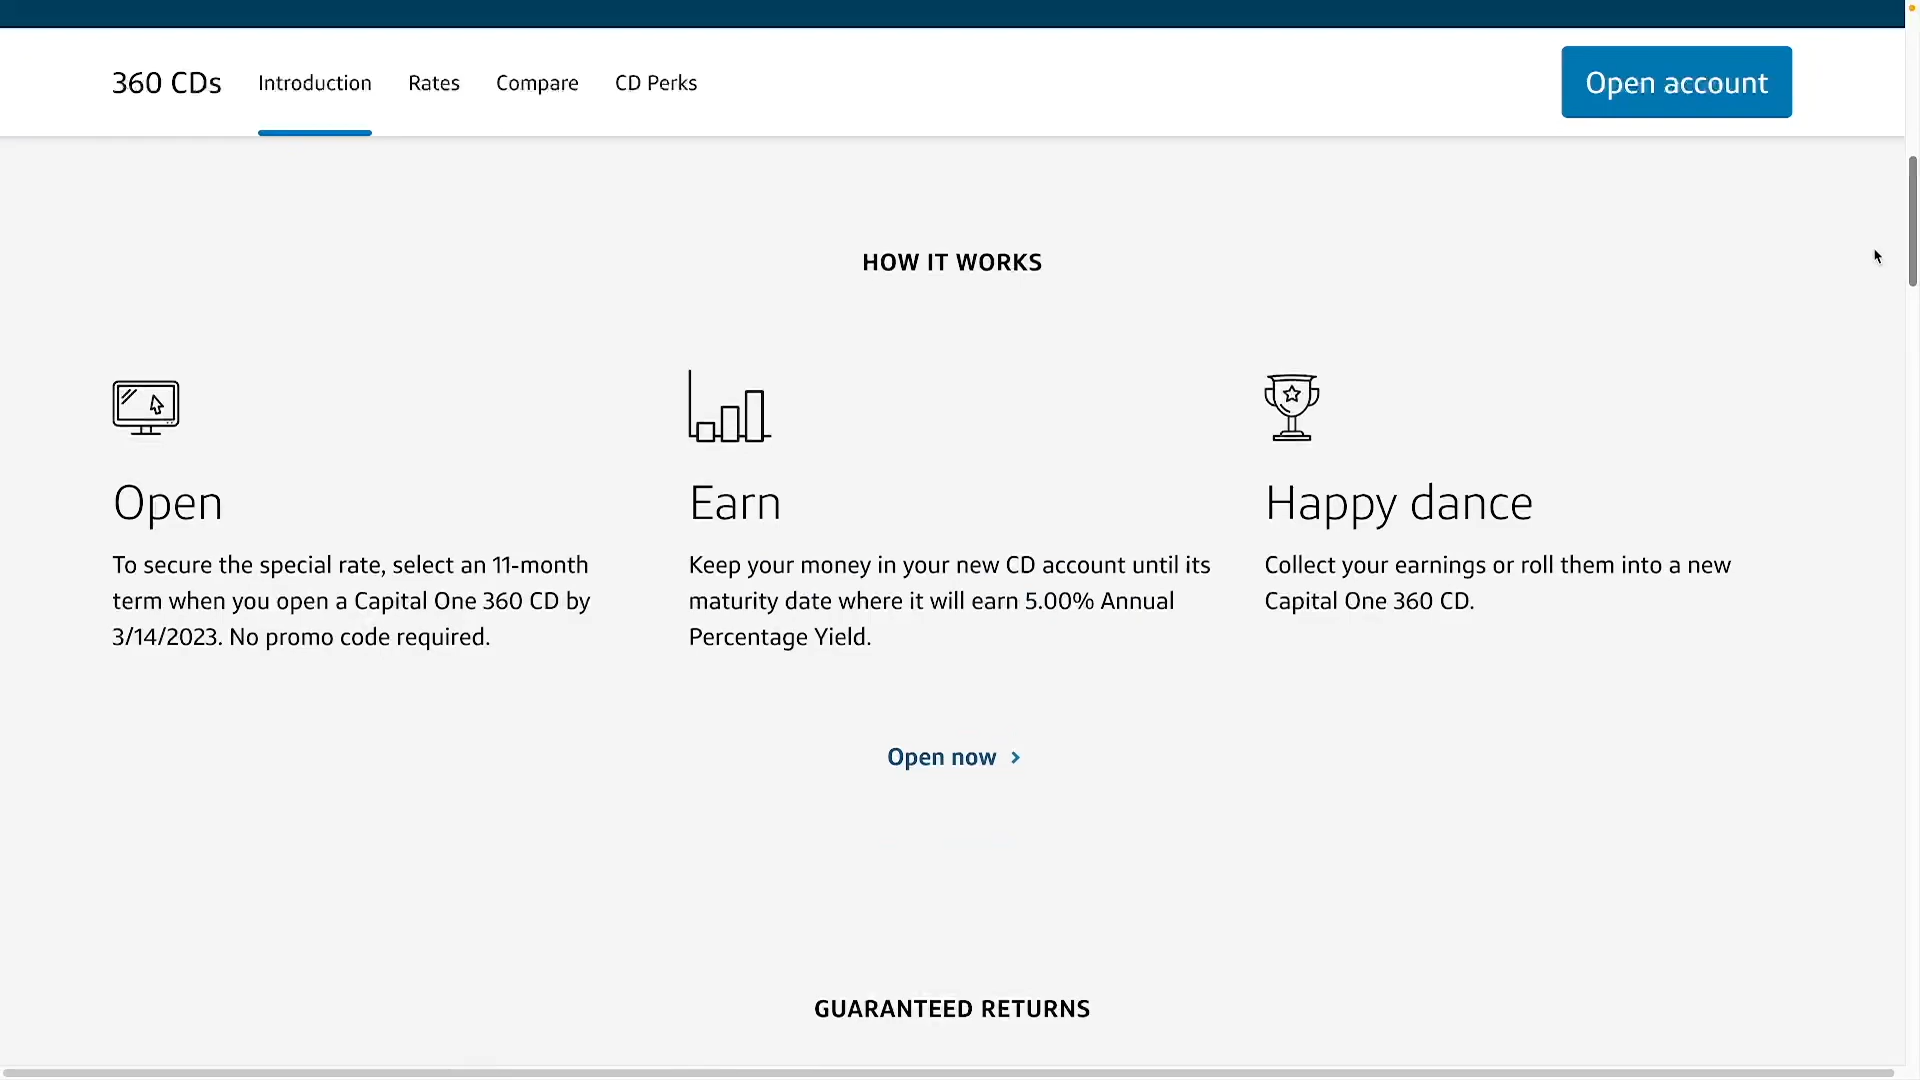 360 CDs
Introduction
Rates
Compare
CD Perks
Open account
HOW IT WORKS
Open
To secure the special rate, select an 11-month
term when you open a Capital One 360 CD by
3/14/2023. No promo code required.
Earn
Keep your money in your new CD account until its
maturity date where it will earn 5.00% Annual
Percentage Yield.
Happy dance
Collect your earnings or roll them into a new
Capital One 360 CD.
Open now
GUARANTEED RETURNS